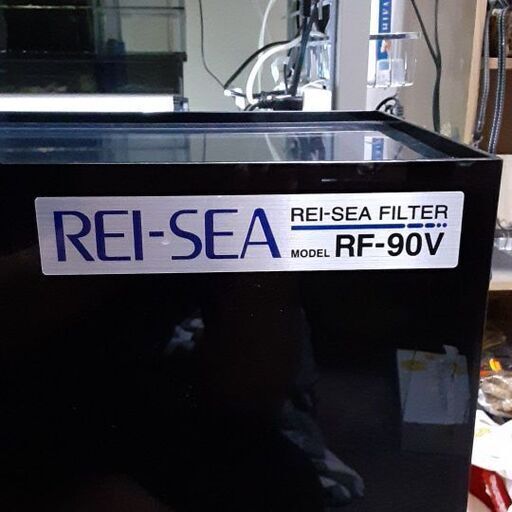 REI-SEA
REI-SEA FILTER
MODEL RF-90V